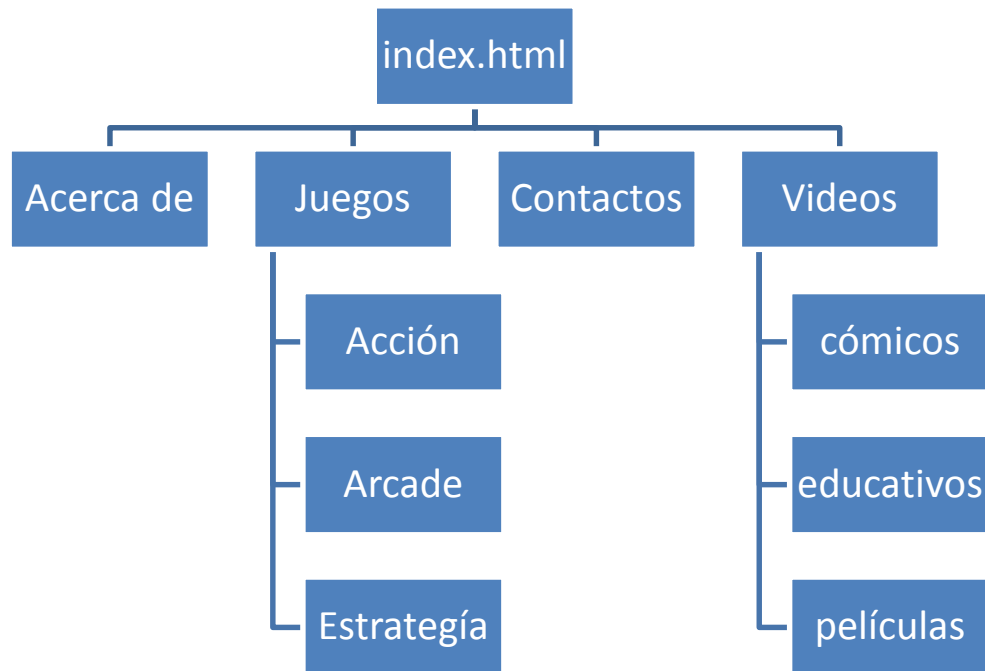 index.html
Acerca de
Juegos
Contactos
Videos
Acción
cómicos
Arcade
educativos
Estrategía
películas